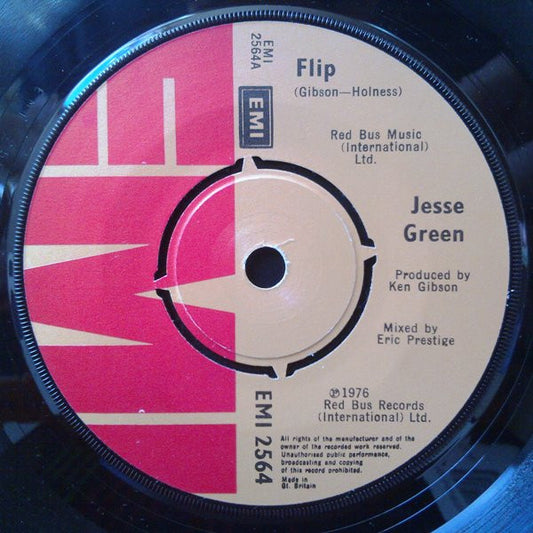 EMI
EMI
2564A
EMI
Flip
(Gibson—Holness)
Red Bus Music
(International)
Ltd.
Jesse
Green
Produced by
Ken Gibson
Mixed by
Eric Prestige
℗1976
Red Bus Records
(International) Ltd.
EMI 2564
All rights of the manufacturer and of the
owner of the recorded work reserved.
Unauthorised public performance,
broadcasting and copying
of this record prohibited.
Made in
Gt. Britain